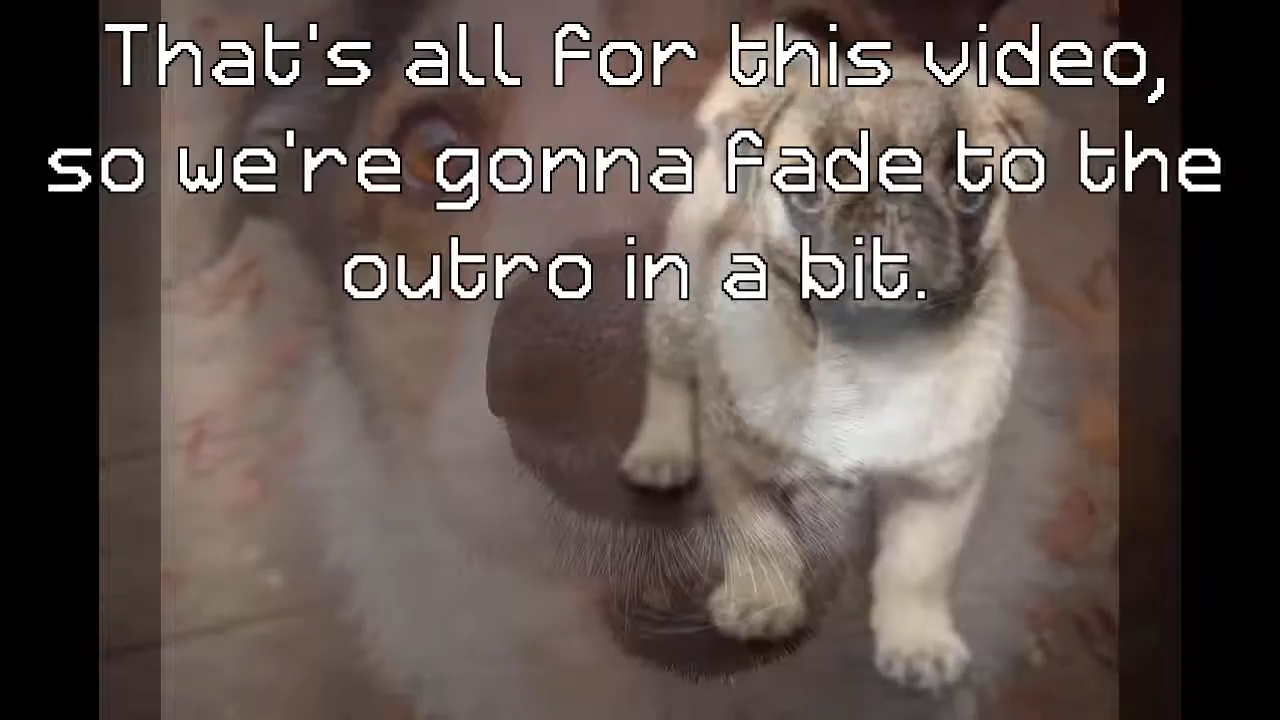 That's all for this video,
so we're gonna fade to the
outro in a bit.